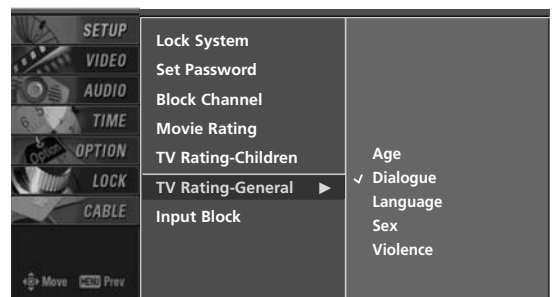 SETUP
VIDEO
AUDIO
TIME
OPTION
LOCK
CABLE
Move MENU Prev
Lock System
Set Password
Block Channel
Movie Rating
TV Rating-Children
TV Rating-General ►
Input Block
Age
✓ Dialogue
Language
Sex
Violence